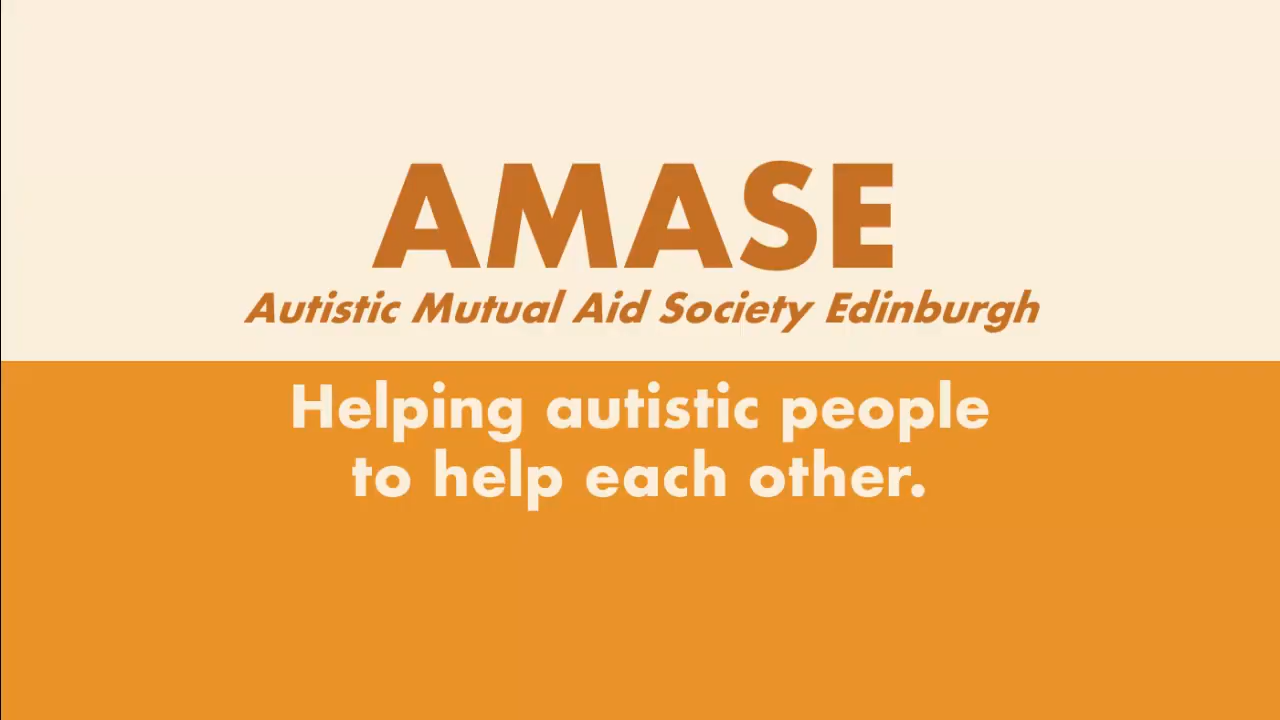 AMASE
Autistic Mutual Aid Society Edinburgh
Helping autistic people
to help each other.